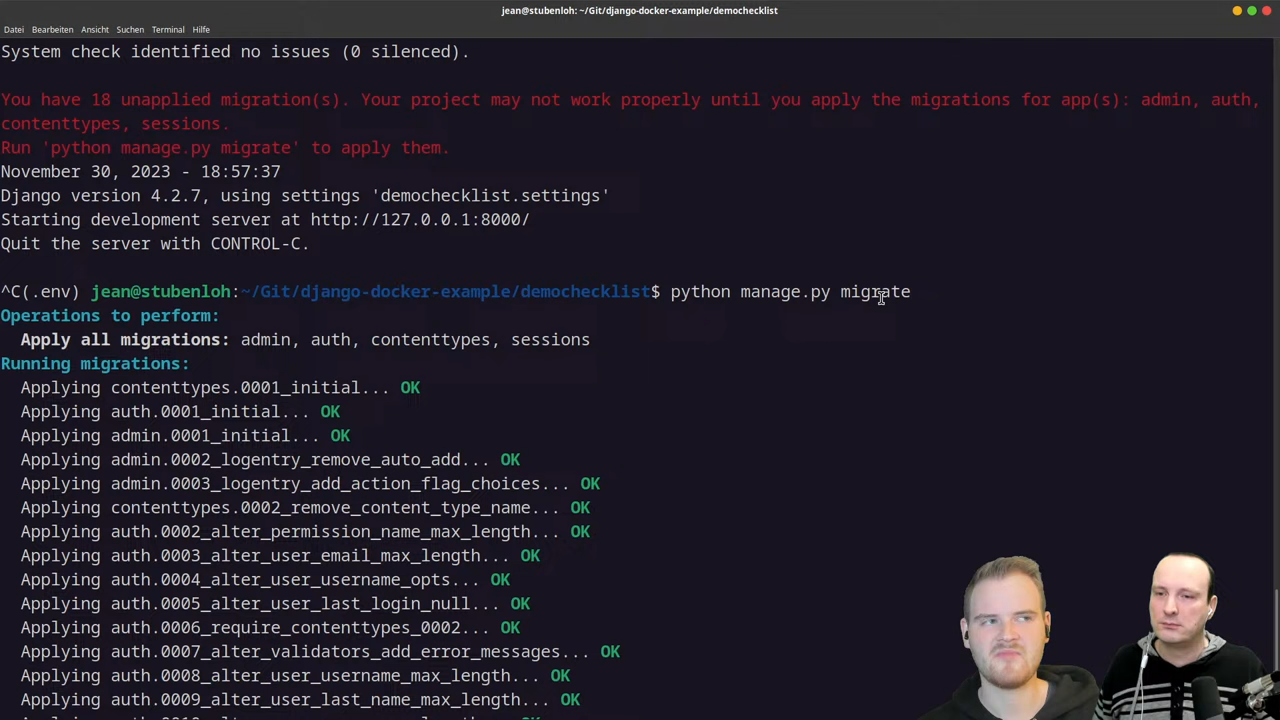 jean@stubenloh: ~/Git/django-docker-example/demochecklist
Datei Bearbeiten Ansicht Suchen Terminal Hilfe
System check identified no issues (0 silenced).
You have 18 unapplied migration(s). Your project may not work properly until you apply the migrations for app(s): admin, auth,
contenttypes, sessions.
Run 'python manage.py migrate' to apply them.
November 30, 2023 - 18:57:37
Django version 4.2.7, using settings 'demochecklist.settings'
Starting development server at http://127.0.0.1:8000/
Quit the server with CONTROL-C.
^C(.env) jean@stubenloh:~/Git/django-docker-example/demochecklist$ python manage.py migrate
Operations to perform:
  Apply all migrations: admin, auth, contenttypes, sessions
Running migrations:
  Applying contenttypes.0001_initial... OK
  Applying auth.0001_initial... OK
  Applying admin.0001_initial... OK
  Applying admin.0002_logentry_remove_auto_add... OK
  Applying admin.0003_logentry_add_action_flag_choices... OK
  Applying contenttypes.0002_remove_content_type_name... OK
  Applying auth.0002_alter_permission_name_max_length... OK
  Applying auth.0003_alter_user_email_max_length... OK
  Applying auth.0004_alter_user_username_opts... OK
  Applying auth.0005_alter_user_last_login_null... OK
  Applying auth.0006_require_contenttypes_0002... OK
  Applying auth.0007_alter_validators_add_error_messages... OK
  Applying auth.0008_alter_user_username_max_length... OK
  Applying auth.0009_alter_user_last_name_max_length... OK